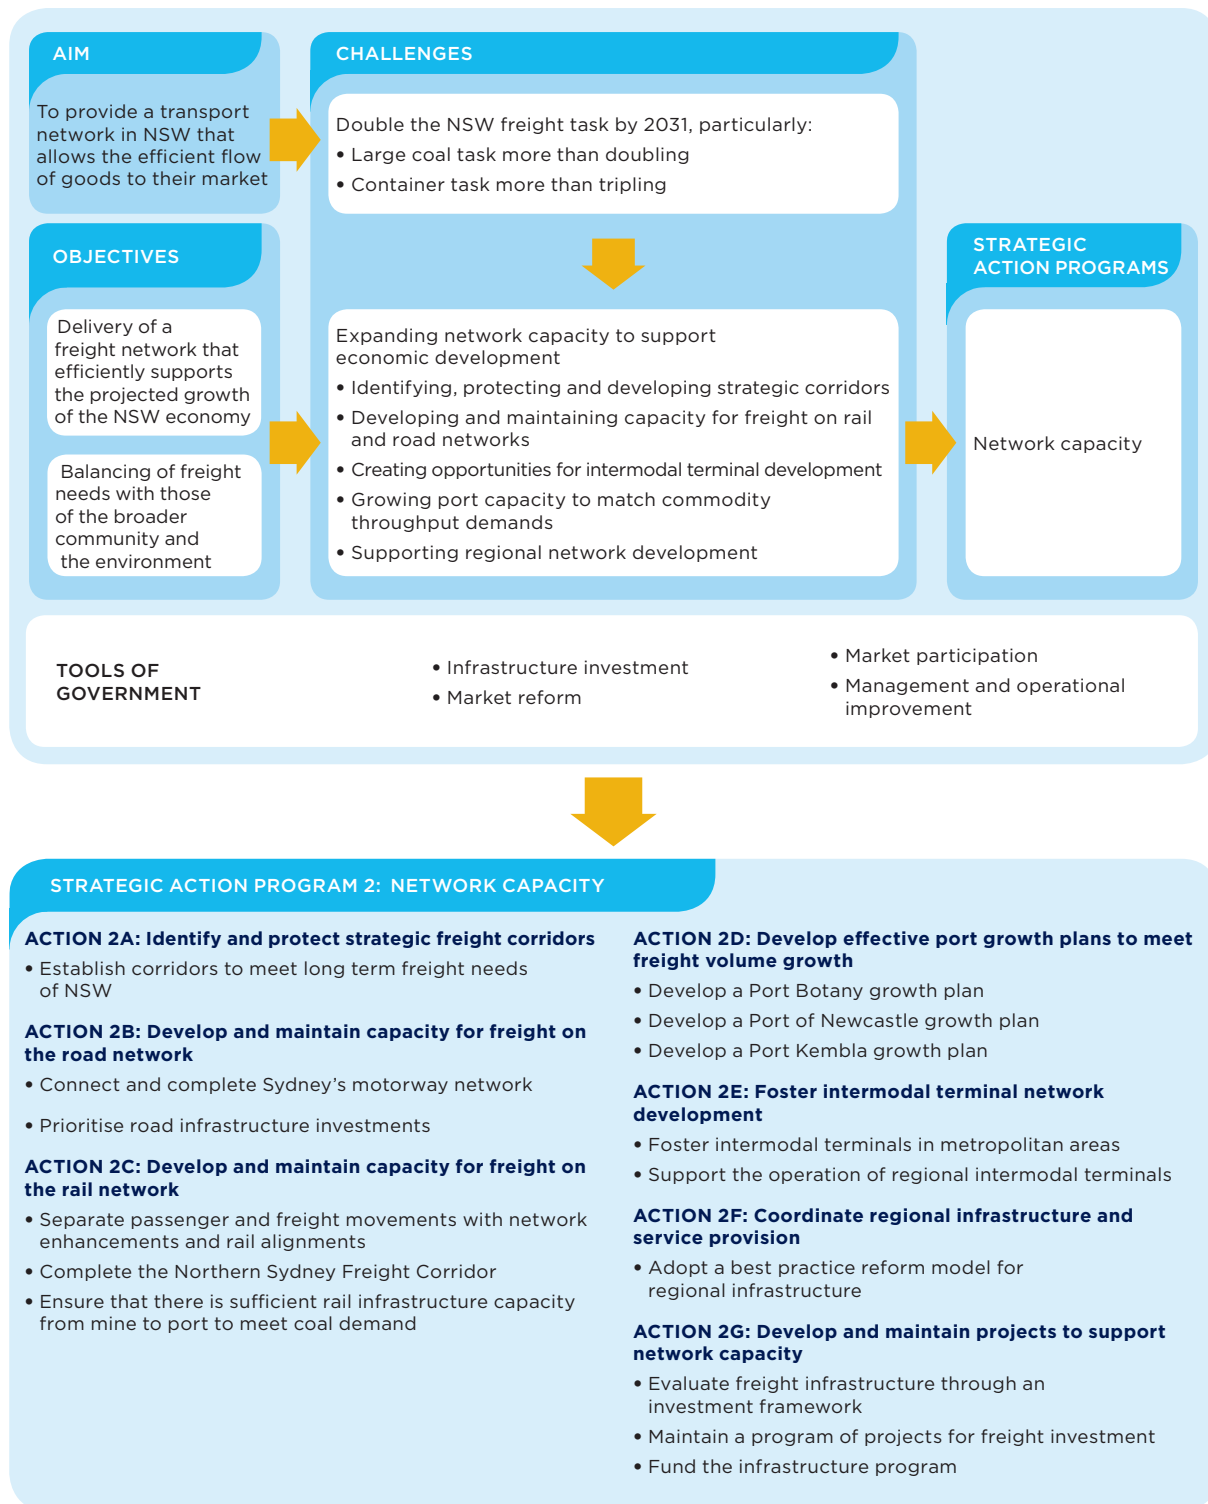 AIM
To provide a transport
network in NSW that
allows the efficient flow
of goods to their market
OBJECTIVES
Delivery of a
freight network that
efficiently supports
the projected growth
of the NSW economy
Balancing of freight
needs with those
of the broader
community and
the environment
CHALLENGES
Double the NSW freight task by 2031, particularly:
• Large coal task more than doubling
• Container task more than tripling
Expanding network capacity to support
economic development
• Identifying, protecting and developing strategic corridors
• Developing and maintaining capacity for freight on rail
and road networks
• Creating opportunities for intermodal terminal development
• Growing port capacity to match commodity
throughput demands
• Supporting regional network development
STRATEGIC
ACTION PROGRAMS
Network capacity
TOOLS OF
GOVERNMENT
• Infrastructure investment
• Market reform
• Market participation
• Management and operational
improvement
STRATEGIC ACTION PROGRAM 2: NETWORK CAPACITY
ACTION 2A: Identify and protect strategic freight corridors
• Establish corridors to meet long term freight needs
of NSW
ACTION 2B: Develop and maintain capacity for freight on
the road network
• Connect and complete Sydney’s motorway network
• Prioritise road infrastructure investments
ACTION 2C: Develop and maintain capacity for freight on
the rail network
• Separate passenger and freight movements with network
enhancements and rail alignments
• Complete the Northern Sydney Freight Corridor
• Ensure that there is sufficient rail infrastructure capacity
from mine to port to meet coal demand
ACTION 2D: Develop effective port growth plans to meet
freight volume growth
• Develop a Port Botany growth plan
• Develop a Port of Newcastle growth plan
• Develop a Port Kembla growth plan
ACTION 2E: Foster intermodal terminal network
development
• Foster intermodal terminals in metropolitan areas
• Support the operation of regional intermodal terminals
ACTION 2F: Coordinate regional infrastructure and
service provision
• Adopt a best practice reform model for
regional infrastructure
ACTION 2G: Develop and maintain projects to support
network capacity
• Evaluate freight infrastructure through an
investment framework
• Maintain a program of projects for freight investment
• Fund the infrastructure program